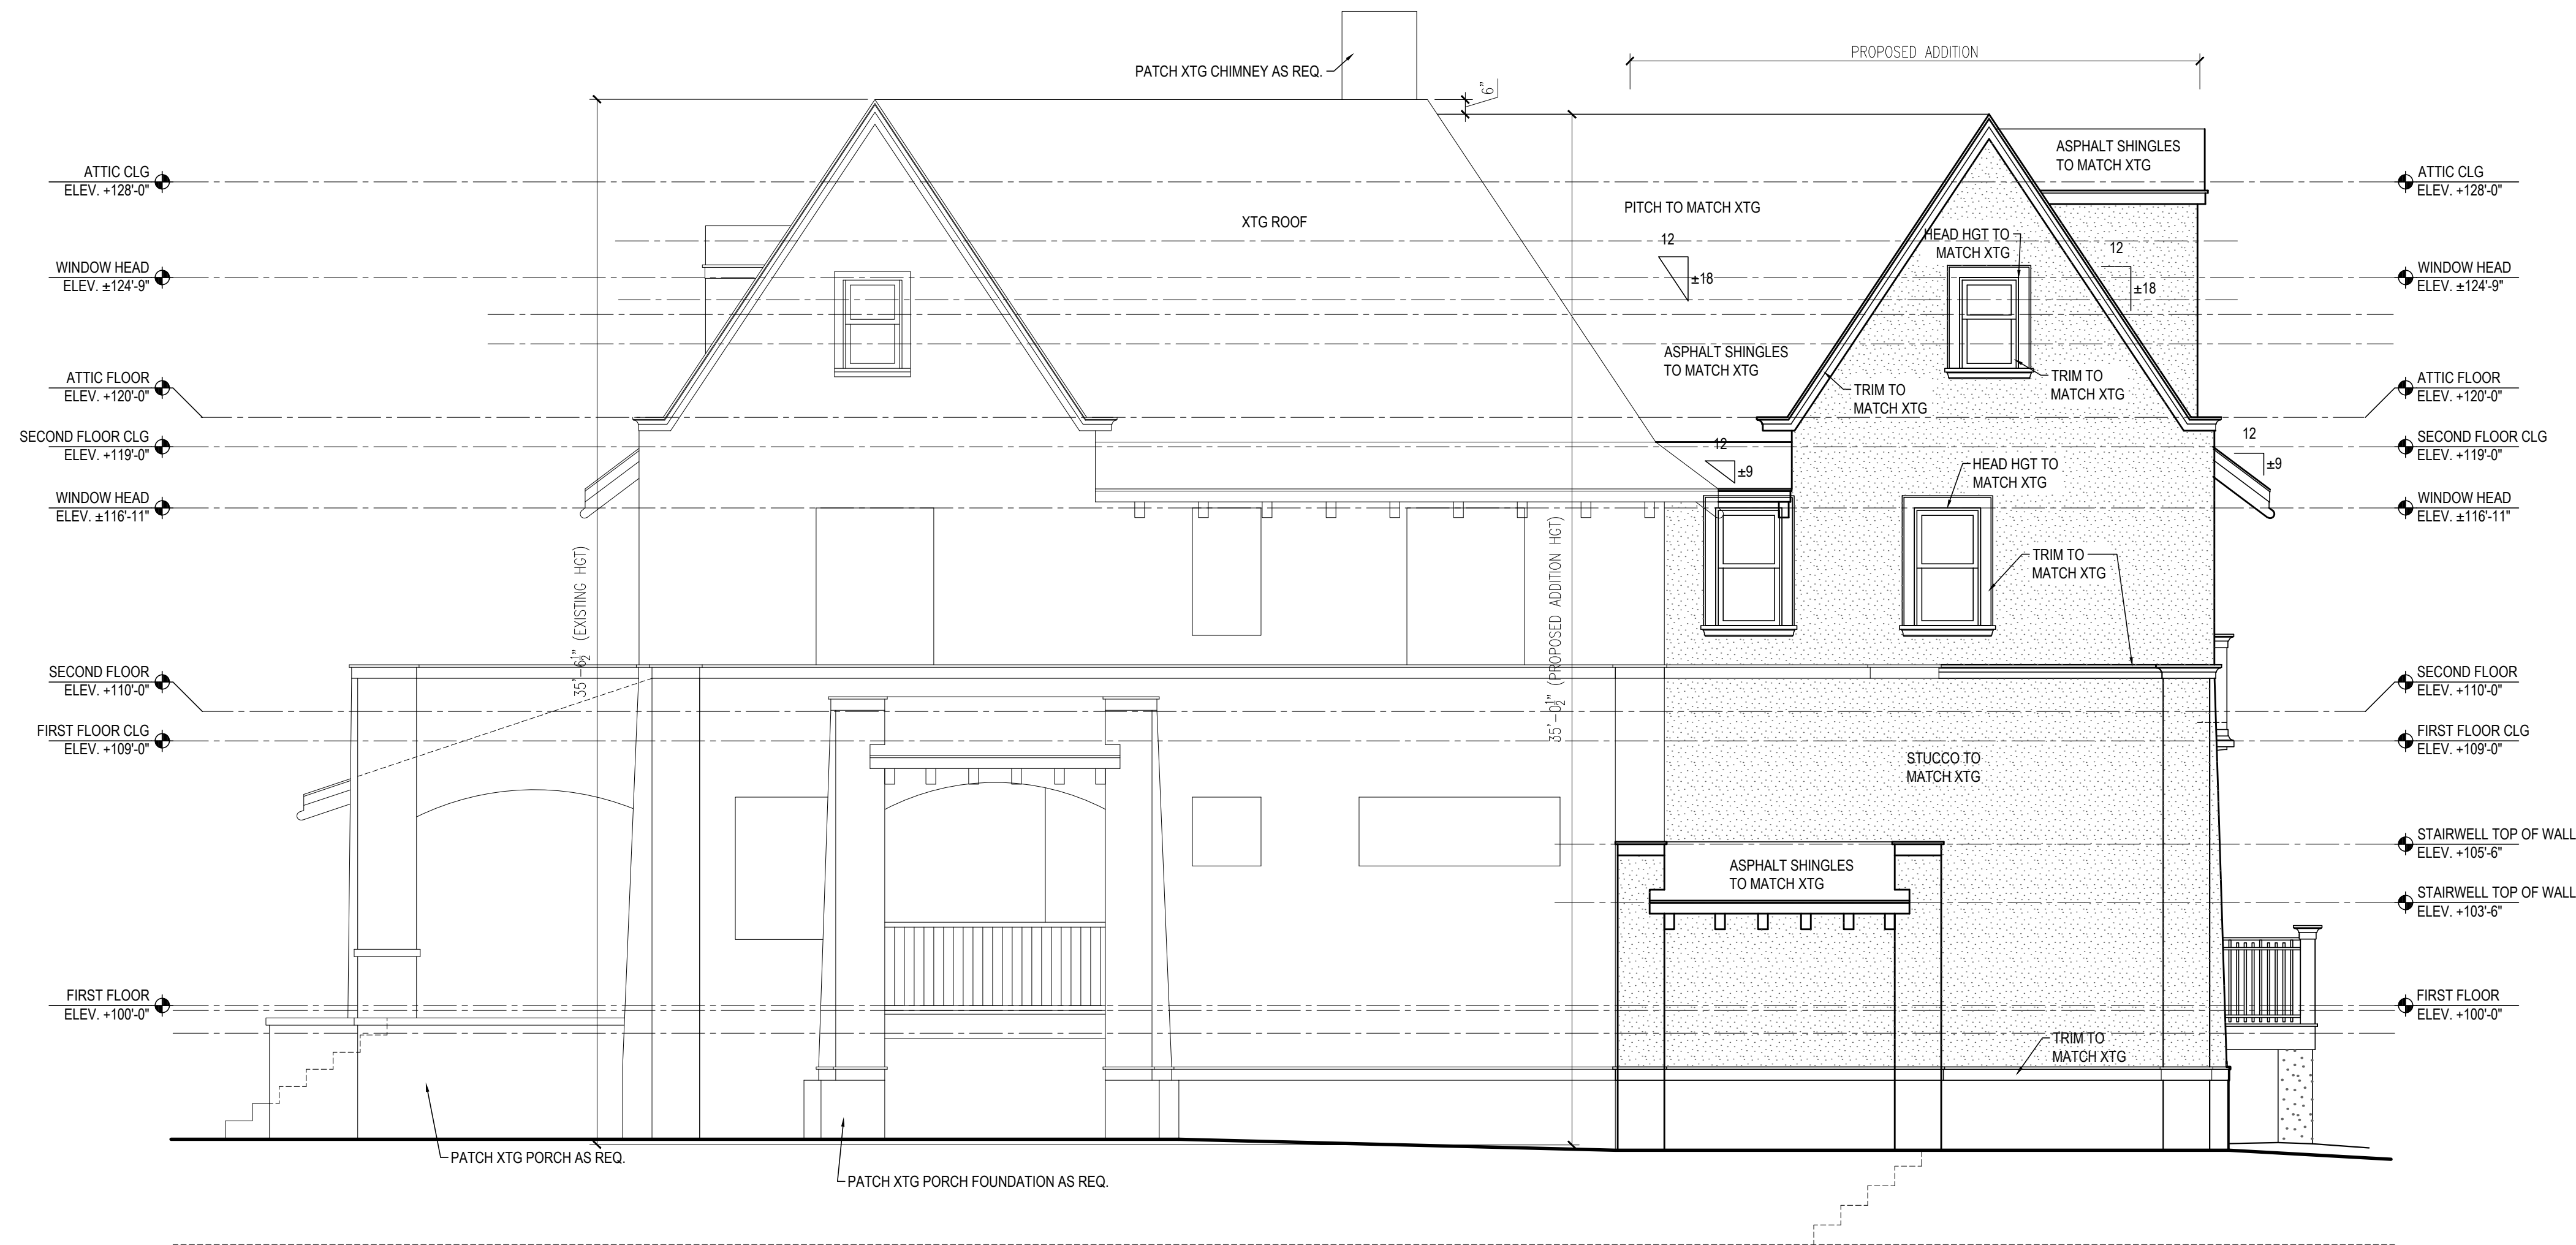 PROPOSED ADDITION
PATCH XTG CHIMNEY AS REQ.
6"
ASPHALT SHINGLES
TO MATCH XTG
ATTIC CLG
ELEV. +128'-0"
ATTIC CLG
ELEV. +128'-0"
PITCH TO MATCH XTG
XTG ROOF
HEAD HGT TO
MATCH XTG
12
±18
12
±18
WINDOW HEAD
ELEV. ±124'-9"
WINDOW HEAD
ELEV. ±124'-9"
ASPHALT SHINGLES
TO MATCH XTG
TRIM TO
MATCH XTG
TRIM TO
MATCH XTG
ATTIC FLOOR
ELEV. +120'-0"
ATTIC FLOOR
ELEV. +120'-0"
SECOND FLOOR CLG
ELEV. +119'-0"
12
±9
12
±9
SECOND FLOOR CLG
ELEV. +119'-0"
HEAD HGT TO
MATCH XTG
WINDOW HEAD
ELEV. ±116'-11"
WINDOW HEAD
ELEV. ±116'-11"
TRIM TO
MATCH XTG
35'-6½" (EXISTING HGT)
35'-0½" (PROPOSED ADDITION HGT)
SECOND FLOOR
ELEV. +110'-0"
SECOND FLOOR
ELEV. +110'-0"
FIRST FLOOR CLG
ELEV. +109'-0"
FIRST FLOOR CLG
ELEV. +109'-0"
STUCCO TO
MATCH XTG
STAIRWELL TOP OF WALL
ELEV. +105'-6"
ASPHALT SHINGLES
TO MATCH XTG
STAIRWELL TOP OF WALL
ELEV. +103'-6"
FIRST FLOOR
ELEV. +100'-0"
FIRST FLOOR
ELEV. +100'-0"
TRIM TO
MATCH XTG
PATCH XTG PORCH AS REQ.
PATCH XTG PORCH FOUNDATION AS REQ.